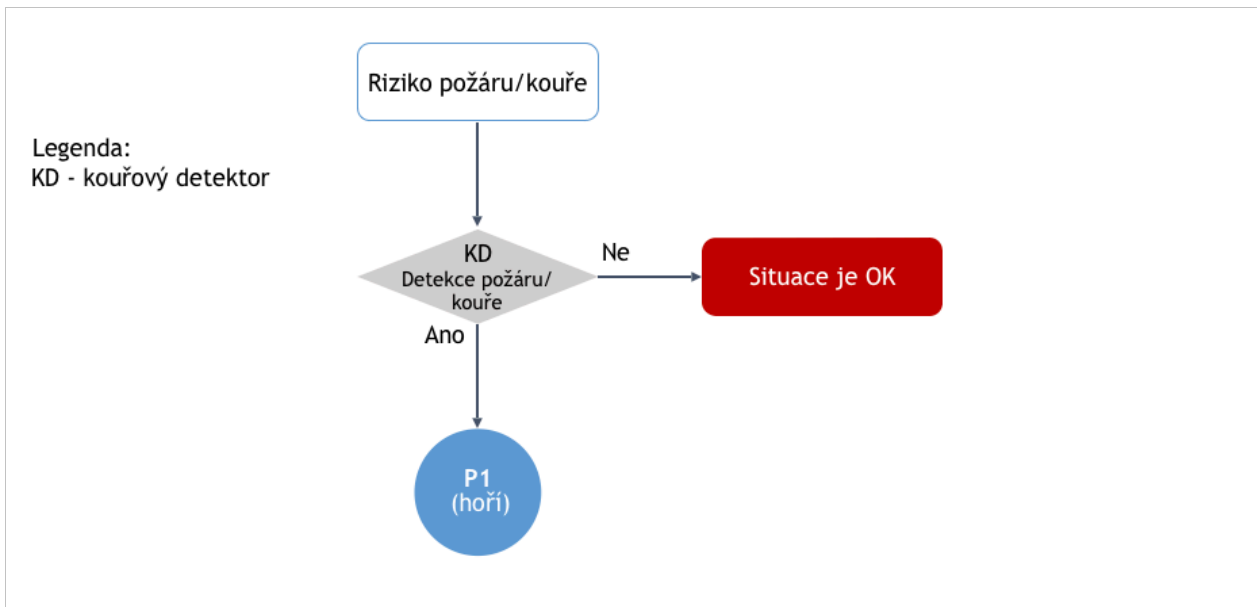 Riziko požáru/kouře
Legenda:
KD - kouřový detektor
KD
Detekce požáru/
kouře
Ne
Situace je OK
Ano
P1
(hoří)